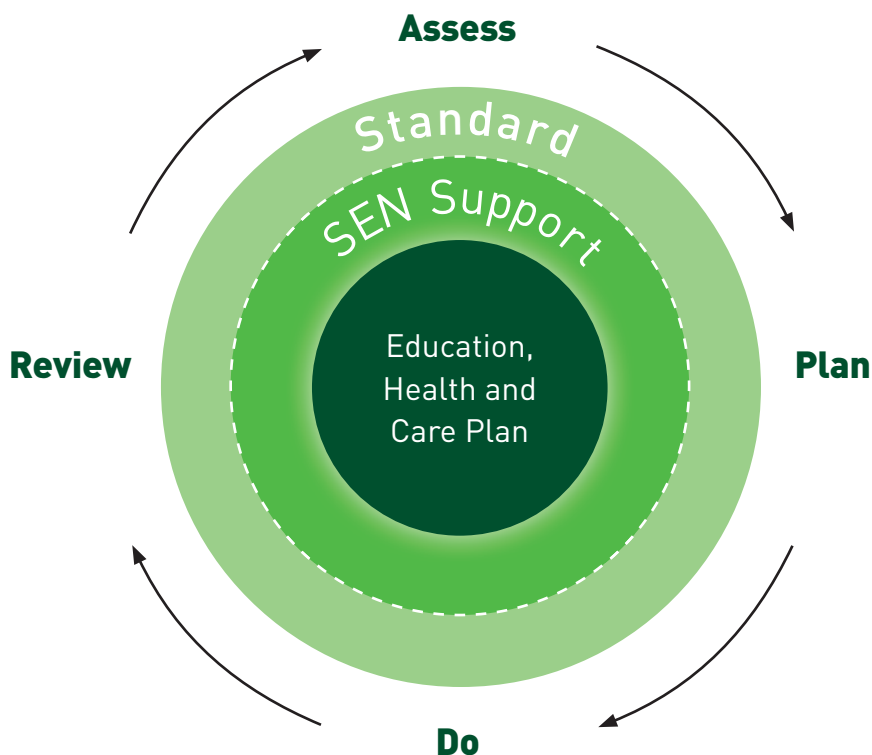 Assess
Standard
SEN Support
Education,
Health and
Care Plan
Review
Plan
Do